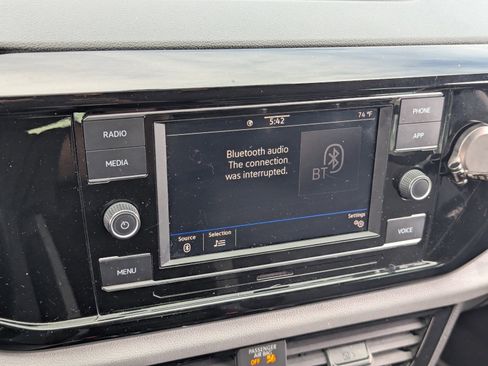 RADIO
MEDIA
MENU
5:42
74 °F
Bluetooth audio
The connection
was interrupted.
BT
Source
Selection
Settings
PHONE
APP
VOICE
PASSENGER
AIR BAG
OFF